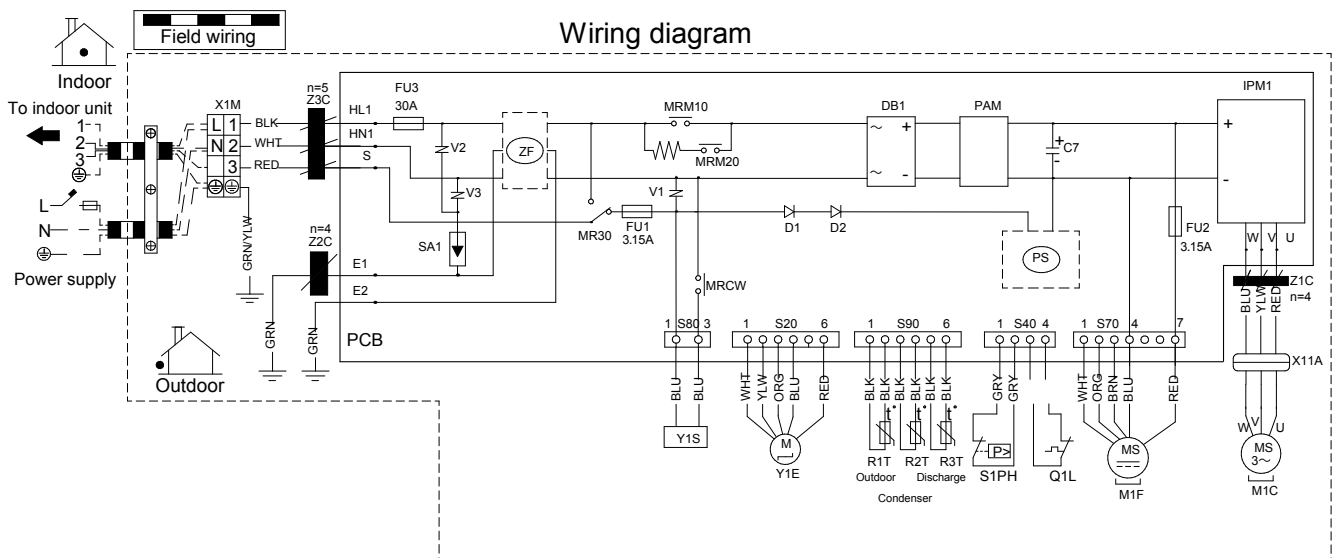 Wiring diagram
Field wiring
Indoor
To indoor unit
1
2
3
L
N
Power supply
Outdoor
X1M
L 1
N 2
3
BLK
WHT
RED
GRN/YLW
n=5
Z3C
HL1
HN1
S
FU3
30A
V2
V3
SA1
ZF
n=4
Z2C
E1
E2
GRN
GRN
PCB
MRM10
MRM20
MR30
V1
FU1
3.15A
MRCW
D1
D2
DB1
~ +
~ -
PAM
+
-
C7
PS
FU2
3.15A
IPM1
+
-
W V U
Z1C
n=4
BLU
YLW
RED
X11A
W V U
MS
3~
M1C
1 S80 3
BLU
BLU
Y1S
1 S20 6
WHT
YLW
ORG
BLU
RED
M
Y1E
1 S90 6
BLK
BLK
BLK
BLK
BLK
BLK
t°
t°
t°
R1T R2T R3T
Outdoor Discharge
Condenser
1 S40 4
GRY
GRY
P>
S1PH
Q1L
1 S70 4 7
WHT
ORG
BRN
BLU
RED
MS
M1F